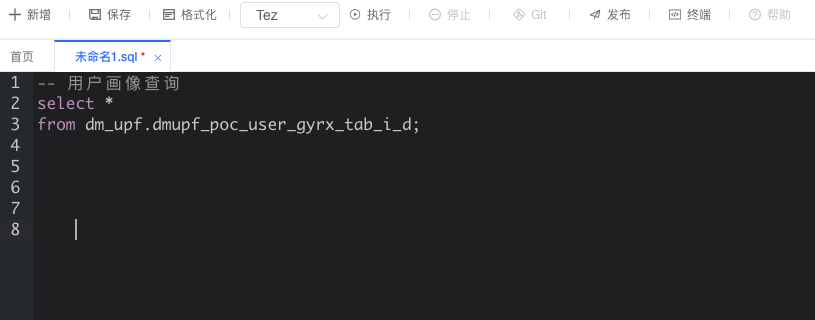 新增 保存 格式化 Tez 执行 停止 Git 发布 终端 帮助
首页 未命名1.sql * ×
1 -- 用户画像查询
2 select *
3 from dm_upf.dmupf_poc_user_gyrx_tab_i_d;
4
5
6
7
8